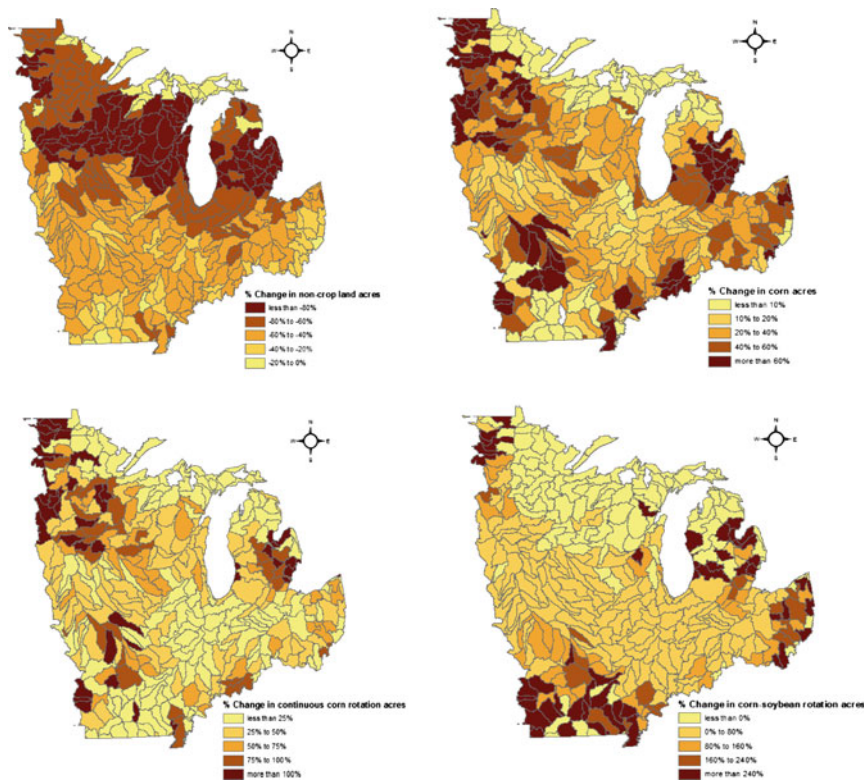 N
W E
S
% Change in non-crop land acres
less than -80%
-80% to -60%
-60% to -40%
-40% to -20%
-20% to 0%
N
W E
S
% Change in corn acres
less than 10%
10% to 20%
20% to 40%
40% to 60%
more than 60%
N
W E
S
% Change in continuous corn rotation acres
less than 25%
25% to 50%
50% to 75%
75% to 100%
more than 100%
N
W E
S
% Change in corn-soybean rotation acres
less than 0%
0% to 80%
80% to 160%
160% to 240%
more than 240%